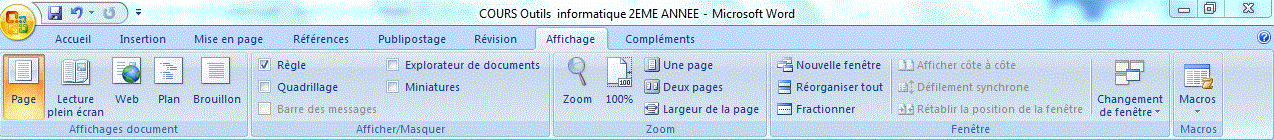 COURS Outils informatique 2EME ANNEE - Microsoft Word
Accueil Insertion Mise en page Références Publipostage Révision Affichage Compléments
Page
Lecture
plein écran
Web
Plan
Brouillon
Affichages document
Règle
Quadrillage
Barre des messages
Explorateur de documents
Miniatures
Afficher/Masquer
Zoom
100
100%
Une page
Deux pages
Largeur de la page
Zoom
Nouvelle fenêtre
Réorganiser tout
Fractionner
Afficher côte à côte
Défilement synchrone
Rétablir la position de la fenêtre
Changement
de fenêtre
Fenêtre
Macros
Macros